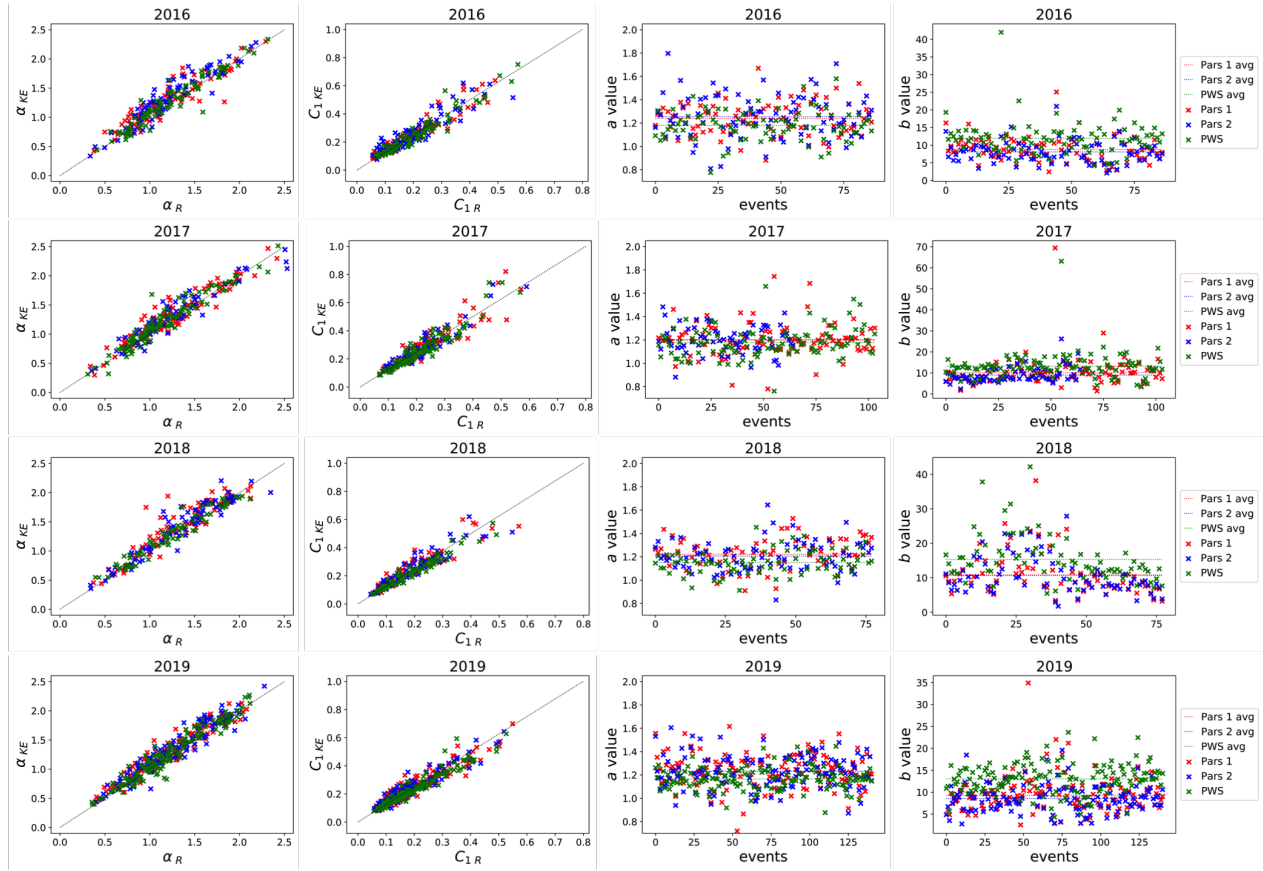 2016
α KE
2.5
2.0
1.5
1.0
0.5
0.0
0.0 0.5 1.0 1.5 2.0 2.5
α R
2016
C1 KE
1.0
0.8
0.6
0.4
0.2
0.0
0.0 0.1 0.2 0.3 0.4 0.5 0.6 0.7 0.8
C1 R
2016
a value
2.0
1.8
1.6
1.4
1.2
1.0
0.8
0 25 50 75
events
2016
b value
40
35
30
25
20
15
10
5
0
0 25 50 75
events
Pars 1 avg
Pars 2 avg
PWS avg
Pars 1
Pars 2
PWS
2017
α KE
2.5
2.0
1.5
1.0
0.5
0.0
0.0 0.5 1.0 1.5 2.0 2.5
α R
2017
C1 KE
1.0
0.8
0.6
0.4
0.2
0.0
0.0 0.1 0.2 0.3 0.4 0.5 0.6 0.7 0.8
C1 R
2017
a value
2.0
1.8
1.6
1.4
1.2
1.0
0.8
0 25 50 75 100
events
2017
b value
70
60
50
40
30
20
10
0
0 25 50 75 100
events
Pars 1 avg
Pars 2 avg
PWS avg
Pars 1
Pars 2
PWS
2018
α KE
2.5
2.0
1.5
1.0
0.5
0.0
0.0 0.5 1.0 1.5 2.0 2.5
α R
2018
C1 KE
1.0
0.8
0.6
0.4
0.2
0.0
0.0 0.1 0.2 0.3 0.4 0.5 0.6 0.7 0.8
C1 R
2018
a value
2.0
1.8
1.6
1.4
1.2
1.0
0.8
0 25 50 75
events
2018
b value
40
30
20
10
0
0 25 50 75
events
Pars 1 avg
Pars 2 avg
PWS avg
Pars 1
Pars 2
PWS
2019
α KE
2.5
2.0
1.5
1.0
0.5
0.0
0.0 0.5 1.0 1.5 2.0 2.5
α R
2019
C1 KE
1.0
0.8
0.6
0.4
0.2
0.0
0.0 0.1 0.2 0.3 0.4 0.5 0.6 0.7 0.8
C1 R
2019
a value
2.0
1.8
1.6
1.4
1.2
1.0
0.8
0 25 50 75 100 125
events
2019
b value
35
30
25
20
15
10
5
0 25 50 75 100 125
events
Pars 1 avg
Pars 2 avg
PWS avg
Pars 1
Pars 2
PWS